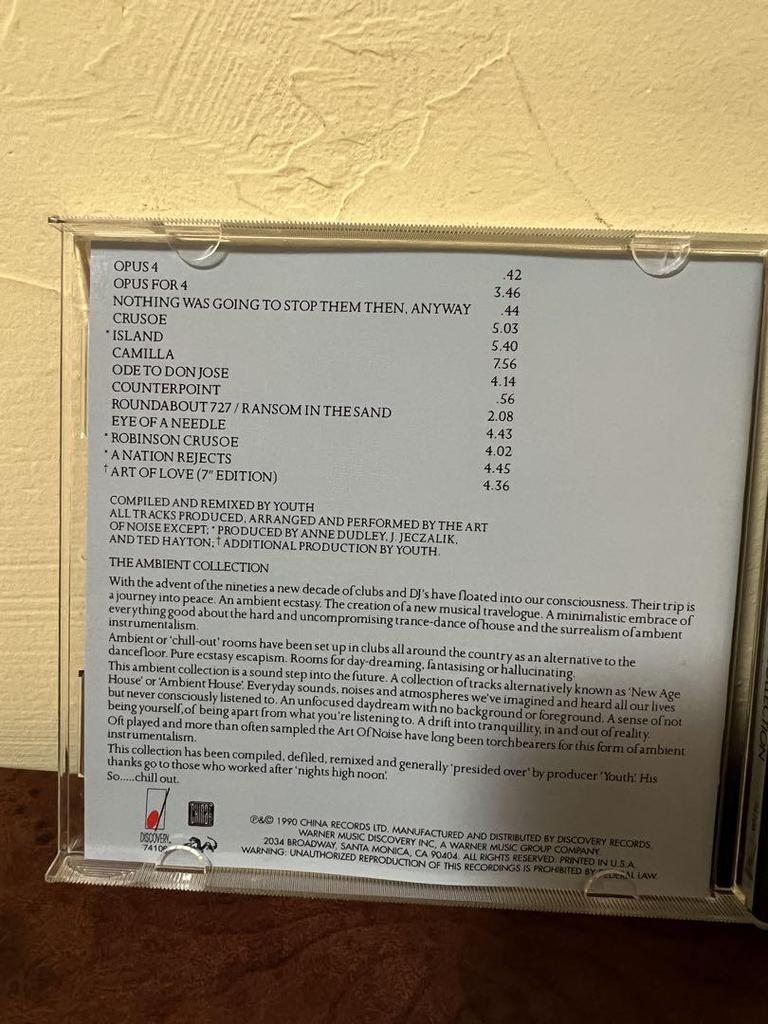 OPUS 4 .42
OPUS FOR 4 3.46
NOTHING WAS GOING TO STOP THEM THEN, ANYWAY .44
CRUSOE 5.03
*ISLAND 5.40
CAMILLA 7.56
ODE TO DON JOSE 4.14
COUNTERPOINT .56
ROUNDABOUT 727 / RANSOM IN THE SAND 2.08
EYE OF A NEEDLE 4.43
*ROBINSON CRUSOE 4.02
*A NATION REJECTS 4.45
†ART OF LOVE (7" EDITION) 4.36
COMPILED AND REMIXED BY YOUTH
ALL TRACKS PRODUCED, ARRANGED AND PERFORMED BY THE ART
OF NOISE EXCEPT; *PRODUCED BY ANNE DUDLEY, J. JECZALIK,
AND TED HAYTON; †ADDITIONAL PRODUCTION BY YOUTH.
THE AMBIENT COLLECTION
With the advent of the nineties a new decade of clubs and DJ's have floated into our consciousness. Their trip is
a journey into peace. An ambient ecstasy. The creation of a new musical travelogue. A minimalistic embrace of
everything good about the hard and uncompromising trance-dance of house and the surrealism of ambient
instrumentalism.
Ambient or 'chill-out' rooms have been set up in clubs all around the country as an alternative to the
dancefloor. Pure ecstasy escapism. Rooms for day-dreaming, fantasising or hallucinating.
This ambient collection is a sound step into the future. A collection of tracks alternatively known as 'New Age
House' or 'Ambient House'. Everyday sounds, noises and atmospheres we've imagined and heard all our lives
but never consciously listened to. An unfocused daydream with no background or foreground. A sense of not
being yourself, of being apart from what you're listening to. A drift into tranquillity, in and out of reality.
Oft played and more than often sampled the Art Of Noise have long been torchbearers for this form of ambient
instrumentalism.
This collection has been compiled, defiled, remixed and generally 'presided over' by producer 'Youth'. His
thanks go to those who worked after 'nights high noon'.
So.....chill out.
DISCOVERY
CHINA
℗&© 1990 CHINA RECORDS LTD. MANUFACTURED AND DISTRIBUTED BY DISCOVERY RECORDS,
WARNER MUSIC DISCOVERY INC, A WARNER MUSIC GROUP COMPANY.
2034 BROADWAY, SANTA MONICA, CA 90404. ALL RIGHTS RESERVED. PRINTED IN U.S.A.
WARNING: UNAUTHORIZED REPRODUCTION OF THIS RECORDINGS IS PROHIBITED BY FEDERAL LAW.